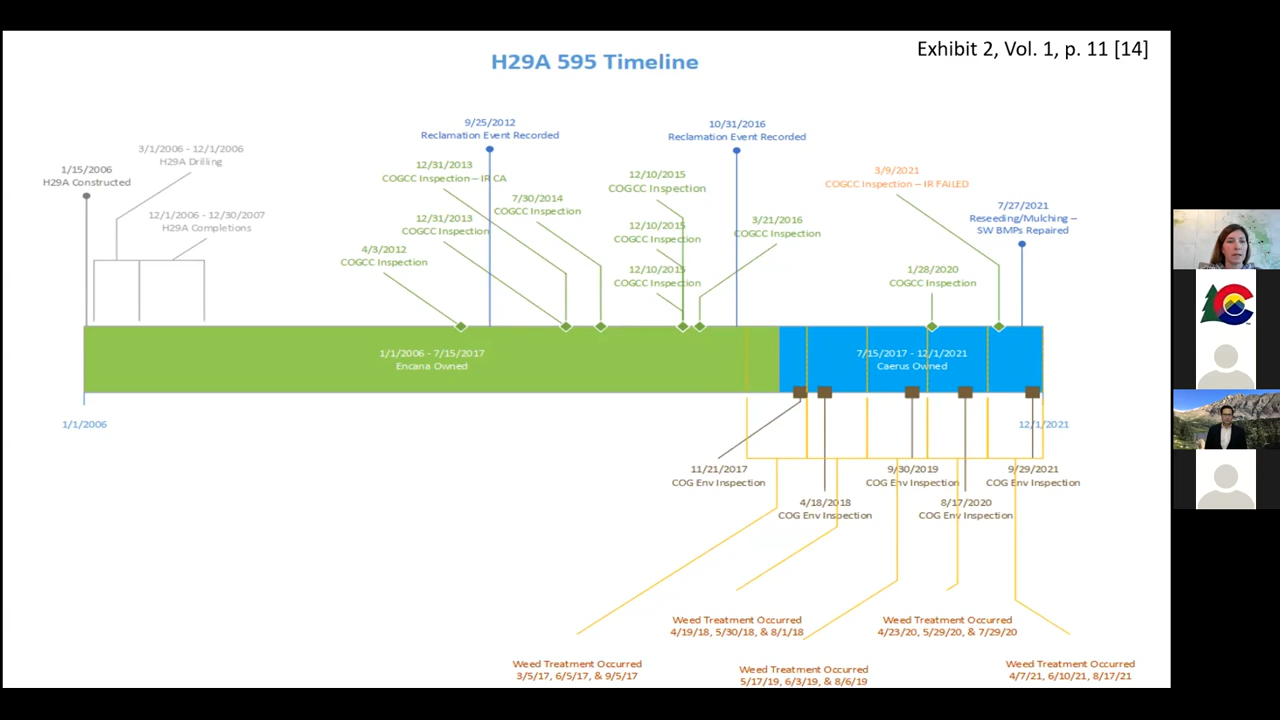 Exhibit 2, Vol. 1, p. 11 [14]
H29A 595 Timeline
1/15/2006
H29A Constructed
3/1/2006 - 12/1/2006
H29A Drilling
12/1/2006 - 12/30/2007
H29A Completions
4/3/2012
COGCC Inspection
9/25/2012
Reclamation Event Recorded
12/31/2013
COGCC Inspection – IR CA
12/31/2013
COGCC Inspection
7/30/2014
COGCC Inspection
12/10/2015
COGCC Inspection
12/10/2015
COGCC Inspection
12/10/2015
COGCC Inspection
3/21/2016
COGCC Inspection
10/31/2016
Reclamation Event Recorded
3/9/2021
COGCC Inspection – IR FAILED
1/28/2020
COGCC Inspection
7/27/2021
Reseeding/Mulching –
SW BMPs Repaired
1/1/2006 - 7/15/2017
Encana Owned
7/15/2017 - 12/1/2021
Caerus Owned
1/1/2006
12/1/2021
11/21/2017
COG Env Inspection
4/18/2018
COG Env Inspection
9/30/2019
COG Env Inspection
8/17/2020
COG Env Inspection
9/29/2021
COG Env Inspection
Weed Treatment Occurred
3/5/17, 6/5/17, & 9/5/17
Weed Treatment Occurred
4/19/18, 5/30/18, & 8/1/18
Weed Treatment Occurred
5/17/19, 6/3/19, & 8/6/19
Weed Treatment Occurred
4/23/20, 5/29/20, & 7/29/20
Weed Treatment Occurred
4/7/21, 6/10/21, 8/17/21